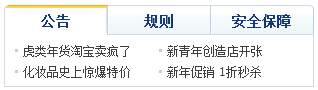 公告 规则 安全保障
虎类年货淘宝卖疯了 新青年创造店开张
化妆品史上惊爆特价 新年促销 1折秒杀